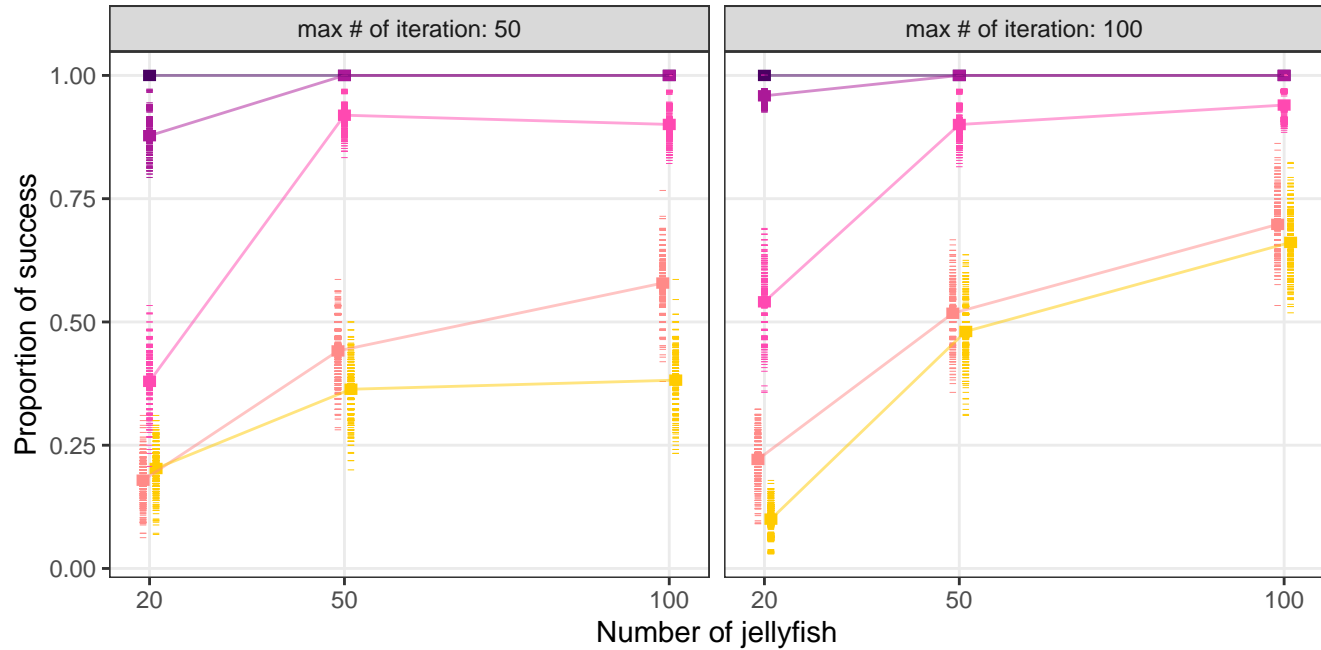 max # of iteration: 50
max # of iteration: 100
Proportion of success
1.00
0.75
0.50
0.25
0.00
20 50 100
20 50 100
Number of jellyfish